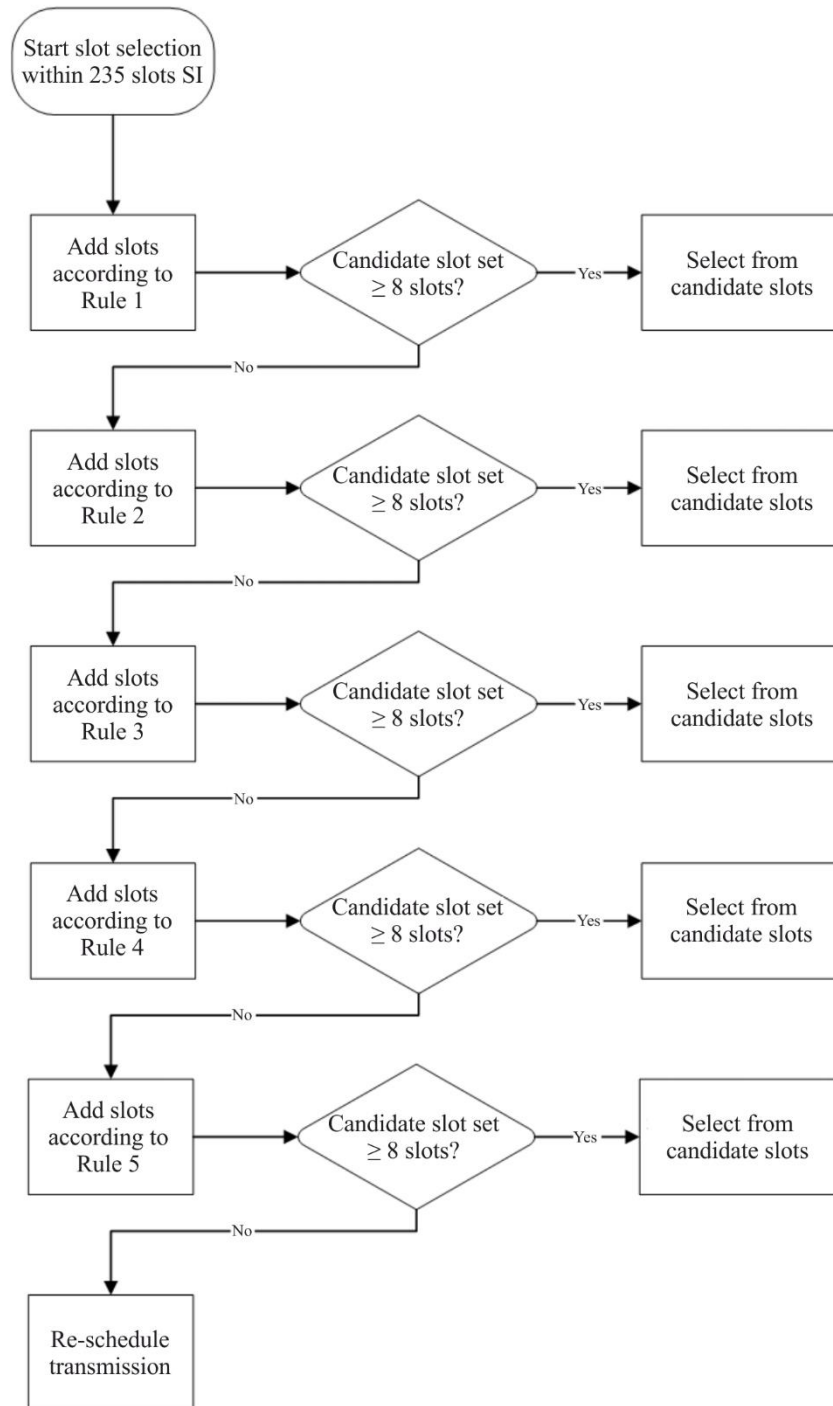 Start slot selection
within 235 slots SI
Add slots
according to
Rule 1
Candidate slot set
≥ 8 slots?
Yes
Select from
candidate slots
No
Add slots
according to
Rule 2
Candidate slot set
≥ 8 slots?
Yes
Select from
candidate slots
No
Add slots
according to
Rule 3
Candidate slot set
≥ 8 slots?
Yes
Select from
candidate slots
No
Add slots
according to
Rule 4
Candidate slot set
≥ 8 slots?
Yes
Select from
candidate slots
No
Add slots
according to
Rule 5
Candidate slot set
≥ 8 slots?
Yes
Select from
candidate slots
No
Re-schedule
transmission